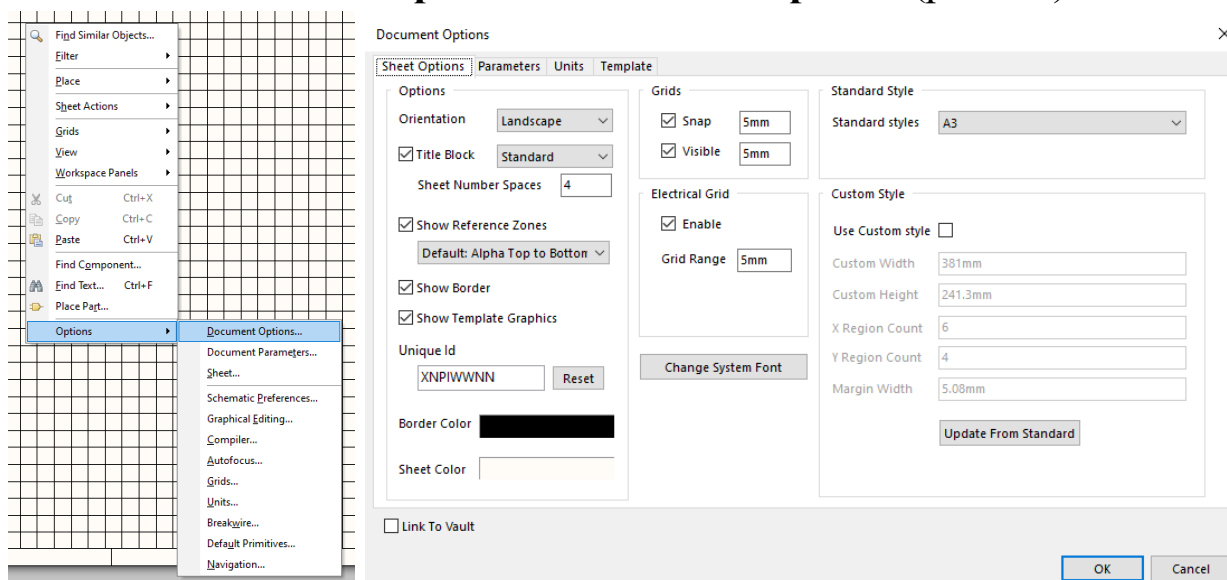 Find Similar Objects...
Filter
Place
Sheet Actions
Grids
View
Workspace Panels
Cut Ctrl+X
Copy Ctrl+C
Paste Ctrl+V
Find Component...
Find Text... Ctrl+F
Place Part...
Options
Document Options...
Document Parameters...
Sheet...
Schematic Preferences...
Graphical Editing...
Compiler...
Autofocus...
Grids...
Units...
Breakwire...
Default Primitives...
Navigation...
Document Options
Sheet Options Parameters Units Template
Options
Orientation Landscape
Title Block Standard
Sheet Number Spaces 4
Show Reference Zones
Default: Alpha Top to Bottom
Show Border
Show Template Graphics
Unique Id
XNPIWWNN Reset
Border Color
Sheet Color
Grids
Snap 5mm
Visible 5mm
Electrical Grid
Enable
Grid Range 5mm
Change System Font
Standard Style
Standard styles A3
Custom Style
Use Custom style
Custom Width 381mm
Custom Height 241.3mm
X Region Count 6
Y Region Count 4
Margin Width 5.08mm
Update From Standard
Link To Vault
OK Cancel